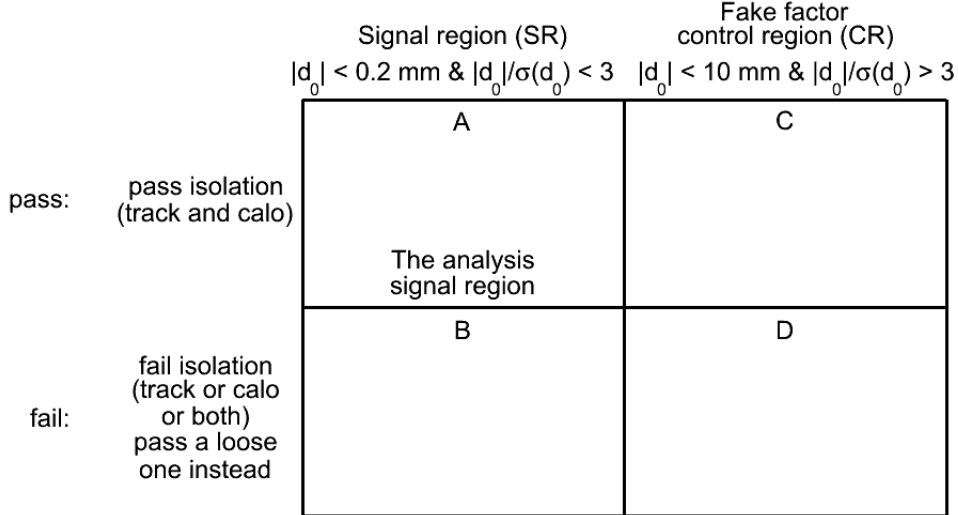 Signal region (SR)
Fake factor
control region (CR)
|d0| < 0.2 mm & |d0|/σ(d0) < 3
|d0| < 10 mm & |d0|/σ(d0) > 3
A
C
pass:
pass isolation
(track and calo)
The analysis
signal region
B
D
fail:
fail isolation
(track or calo
or both)
pass a loose
one instead